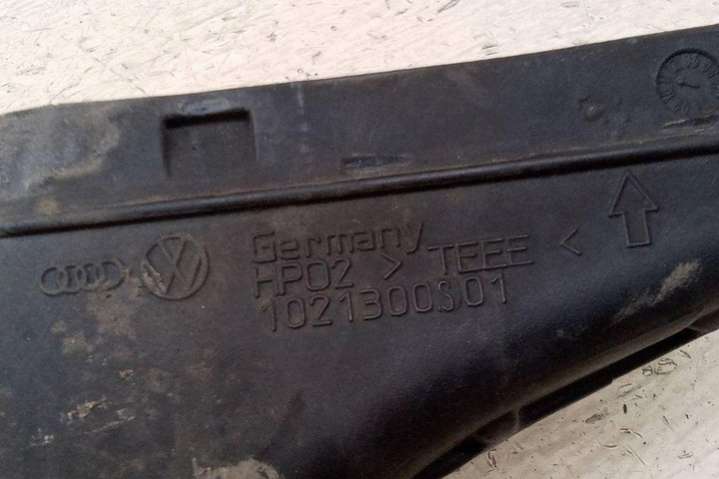 Germany
HP02 > TEEE <
1021300S01